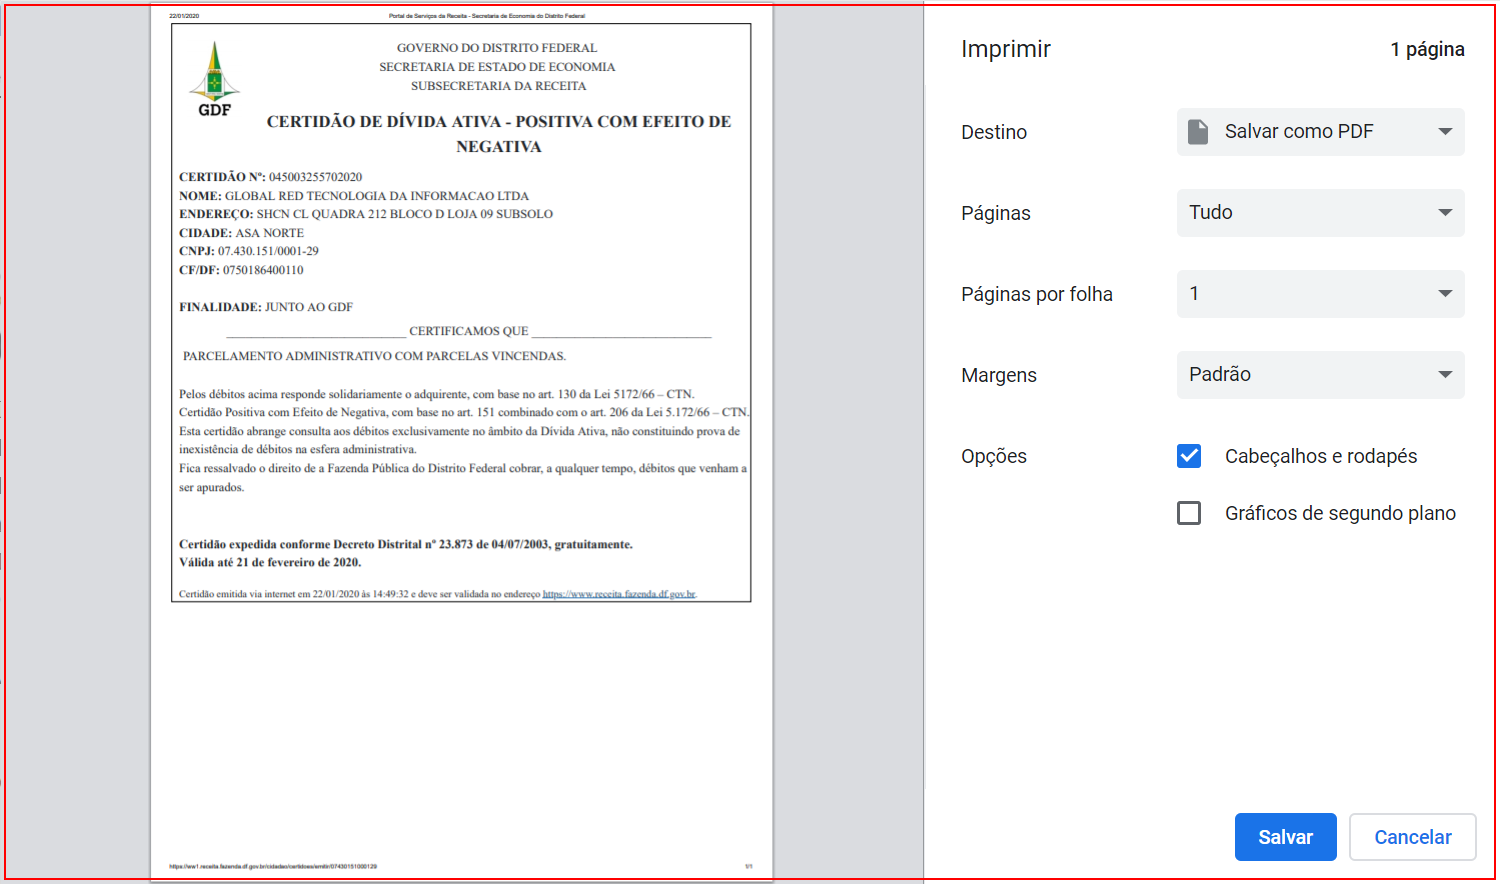 22/01/2020 Portal de Serviços da Receita - Secretaria de Economia do Distrito Federal
GDF
GOVERNO DO DISTRITO FEDERAL
SECRETARIA DE ESTADO DE ECONOMIA
SUBSECRETARIA DA RECEITA
CERTIDÃO DE DÍVIDA ATIVA - POSITIVA COM EFEITO DE
NEGATIVA
CERTIDÃO Nº: 045003255702020
NOME: GLOBAL RED TECNOLOGIA DA INFORMACAO LTDA
ENDEREÇO: SHCN CL QUADRA 212 BLOCO D LOJA 09 SUBSOLO
CIDADE: ASA NORTE
CNPJ: 07.430.151/0001-29
CF/DF: 0750186400110
FINALIDADE: JUNTO AO GDF
CERTIFICAMOS QUE
PARCELAMENTO ADMINISTRATIVO COM PARCELAS VINCENDAS.
Pelos débitos acima responde solidariamente o adquirente, com base no art. 130 da Lei 5172/66 – CTN.
Certidão Positiva com Efeito de Negativa, com base no art. 151 combinado com o art. 206 da Lei 5.172/66 – CTN.
Esta certidão abrange consulta aos débitos exclusivamente no âmbito da Dívida Ativa, não constituindo prova de
inexistência de débitos na esfera administrativa.
Fica ressalvado o direito de a Fazenda Pública do Distrito Federal cobrar, a qualquer tempo, débitos que venham a
ser apurados.
Certidão expedida conforme Decreto Distrital nº 23.873 de 04/07/2003, gratuitamente.
Válida até 21 de fevereiro de 2020.
Certidão emitida via internet em 22/01/2020 às 14:49:32 e deve ser validada no endereço https://www.receita.fazenda.df.gov.br.
https://ww1.receita.fazenda.df.gov.br/cidadao/certidoes/emitir/07430151000129 1/1
Imprimir 1 página
Destino Salvar como PDF
Páginas Tudo
Páginas por folha 1
Margens Padrão
Opções Cabeçalhos e rodapés
Gráficos de segundo plano
Salvar Cancelar